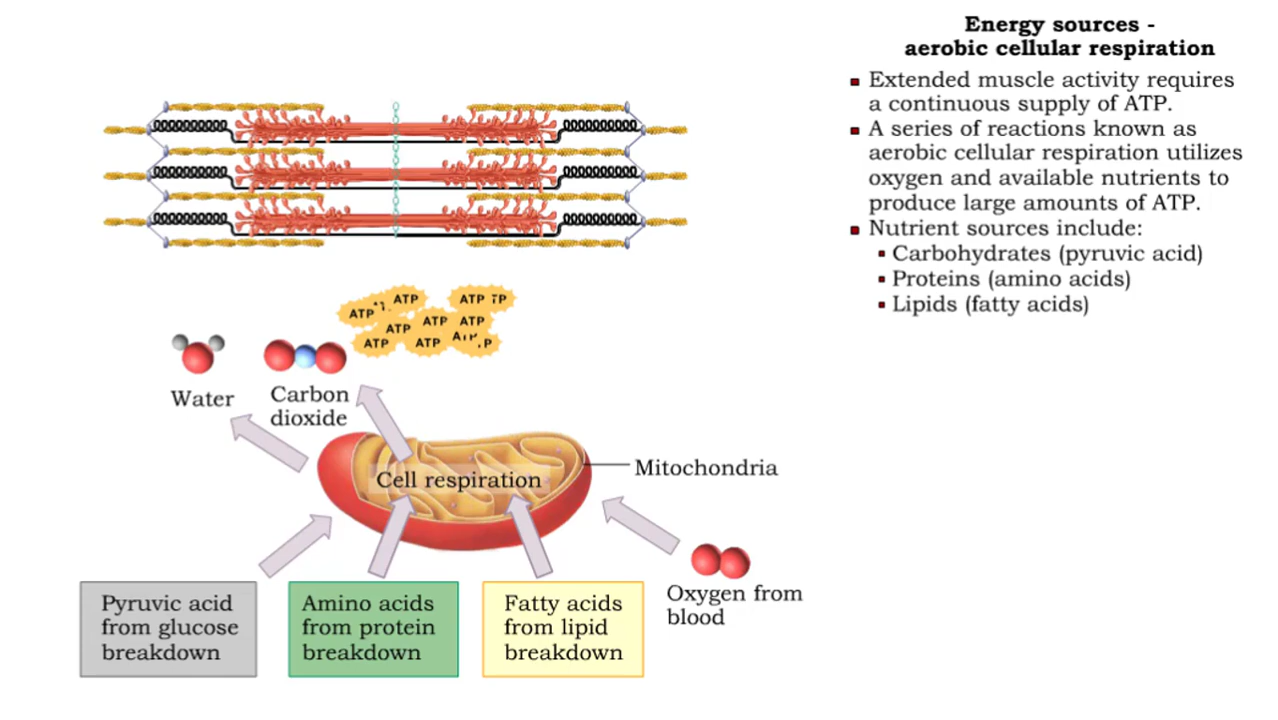 Energy sources -
aerobic cellular respiration
Extended muscle activity requires
a continuous supply of ATP.
A series of reactions known as
aerobic cellular respiration utilizes
oxygen and available nutrients to
produce large amounts of ATP.
Nutrient sources include:
Carbohydrates (pyruvic acid)
Proteins (amino acids)
Lipids (fatty acids)
ATP
ATP
TP
ATP
ATP
ATP
ATP
ATP
ATP
Water
Carbon
dioxide
Cell respiration
Mitochondria
Oxygen from
blood
Pyruvic acid
from glucose
breakdown
Amino acids
from protein
breakdown
Fatty acids
from lipid
breakdown